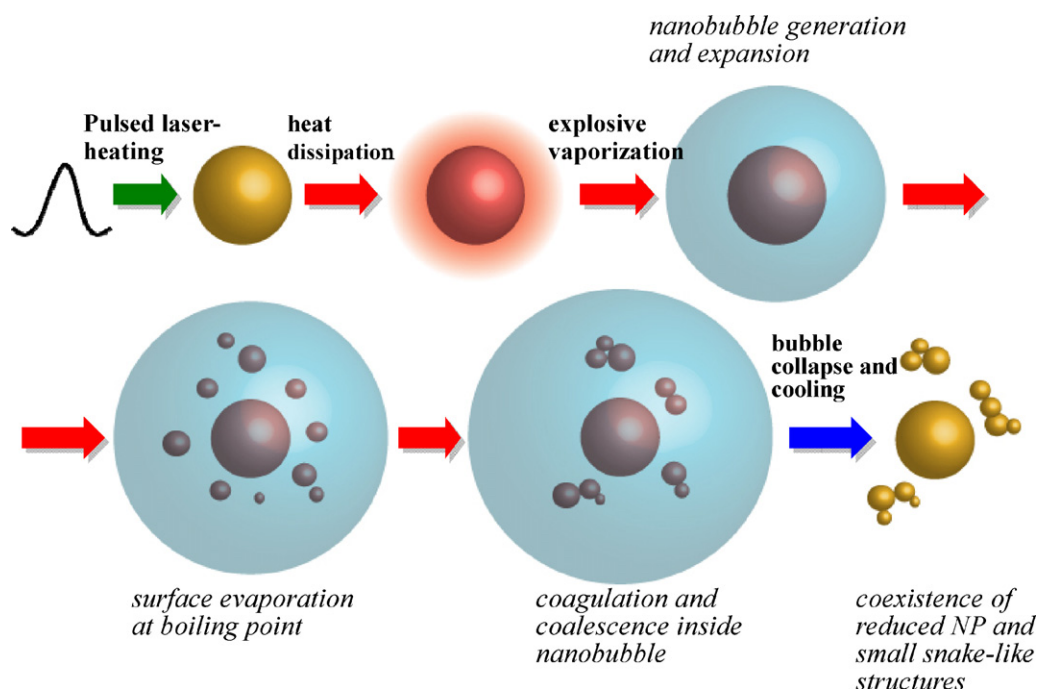 nanobubble generation
and expansion
Pulsed laser-
heating
heat
dissipation
explosive
vaporization
surface evaporation
at boiling point
coagulation and
coalescence inside
nanobubble
bubble
collapse and
cooling
coexistence of
reduced NP and
small snake-like
structures